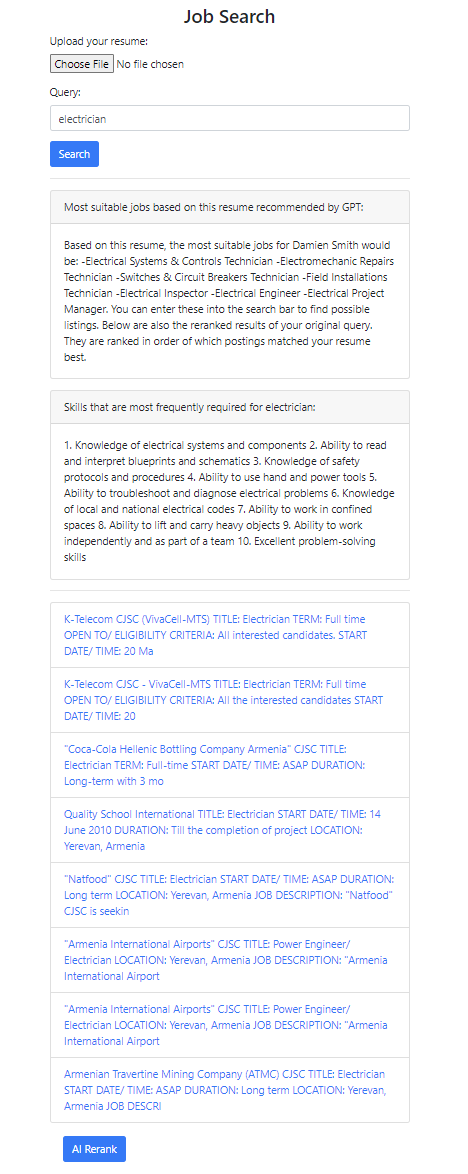 Job Search
Upload your resume:
Choose File No file chosen
Query:
electrician
Search
Most suitable jobs based on this resume recommended by GPT:
Based on this resume, the most suitable jobs for Damien Smith would
be: -Electrical Systems & Controls Technician -Electromechanic Repairs
Technician -Switches & Circuit Breakers Technician -Field Installations
Technician -Electrical Inspector -Electrical Engineer -Electrical Project
Manager. You can enter these into the search bar to find possible
listings. Below are also the reranked results of your original query.
They are ranked in order of which postings matched your resume
best.
Skills that are most frequently required for electrician:
1. Knowledge of electrical systems and components 2. Ability to read
and interpret blueprints and schematics 3. Knowledge of safety
protocols and procedures 4. Ability to use hand and power tools 5.
Ability to troubleshoot and diagnose electrical problems 6. Knowledge
of local and national electrical codes 7. Ability to work in confined
spaces 8. Ability to lift and carry heavy objects 9. Ability to work
independently and as part of a team 10. Excellent problem-solving
skills
K-Telecom CJSC (VivaCell-MTS) TITLE: Electrician TERM: Full time
OPEN TO/ ELIGIBILITY CRITERIA: All interested candidates. START
DATE/ TIME: 20 Ma
K-Telecom CJSC - VivaCell-MTS TITLE: Electrician TERM: Full time
OPEN TO/ ELIGIBILITY CRITERIA: All the interested candidates START
DATE/ TIME: 20
"Coca-Cola Hellenic Bottling Company Armenia" CJSC TITLE:
Electrician TERM: Full-time START DATE/ TIME: ASAP DURATION:
Long-term with 3 mo
Quality School International TITLE: Electrician START DATE/ TIME: 14
June 2010 DURATION: Till the completion of project LOCATION:
Yerevan, Armenia
"Natfood" CJSC TITLE: Electrician START DATE/ TIME: ASAP DURATION:
Long term LOCATION: Yerevan, Armenia JOB DESCRIPTION: "Natfood"
CJSC is seekin
"Armenia International Airports" CJSC TITLE: Power Engineer/
Electrician LOCATION: Yerevan, Armenia JOB DESCRIPTION: "Armenia
International Airport
"Armenia International Airports" CJSC TITLE: Power Engineer/
Electrician LOCATION: Yerevan, Armenia JOB DESCRIPTION: "Armenia
International Airport
Armenian Travertine Mining Company (ATMC) CJSC TITLE: Electrician
START DATE/ TIME: ASAP DURATION: Long term LOCATION: Yerevan,
Armenia JOB DESCRI
AI Rerank